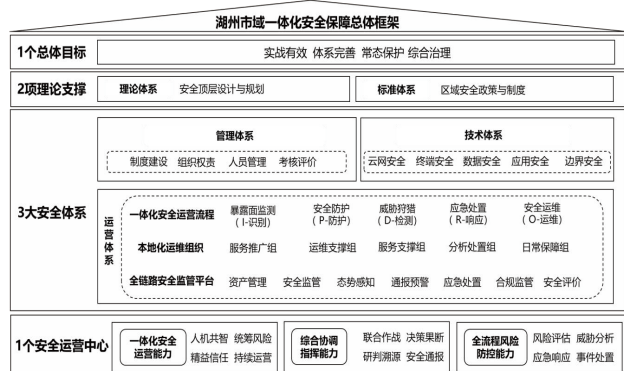 湖州市域一体化安全保障总体框架
1个总体目标
实战有效 体系完善 常态保护 综合治理
2项理论支撑
理论体系 安全顶层设计与规划
标准体系 区域安全政策与制度
3大安全体系
管理体系
制度建设 组织权责 人员管理 考核评价
技术体系
云网安全 终端安全 数据安全 应用安全 边界安全
运营体系
一体化安全运营流程 暴露面监测 安全防护 威胁狩猎 应急处置 安全运维
(I-识别) (P-防护) (D-检测) (R-响应) (O-运维)
本地化运维组织 服务推广组 运维支撑组 服务支撑组 分析处置组 日常保障组
全链路安全监管平台 资产管理 安全监管 态势感知 通报预警 应急处置 合规监管 安全评价
1个安全运营中心
一体化安全
运营能力
人机共智 统筹风险
精益信任 持续运营
综合协调
指挥能力
联合作战 决策果断
研判溯源 安全通报
全流程风险
防控能力
风险评估 威胁分析
应急响应 事件处置